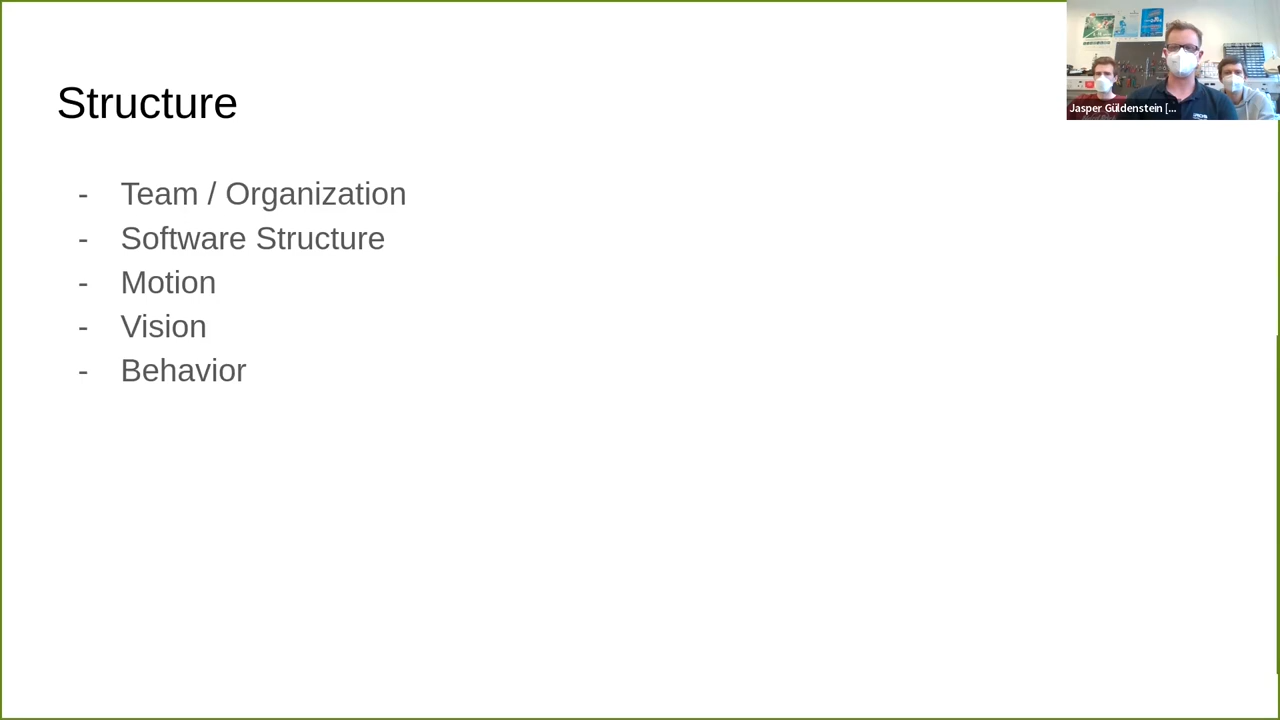 Structure
- Team / Organization
- Software Structure
- Motion
- Vision
- Behavior
Jasper Güldenstein [...